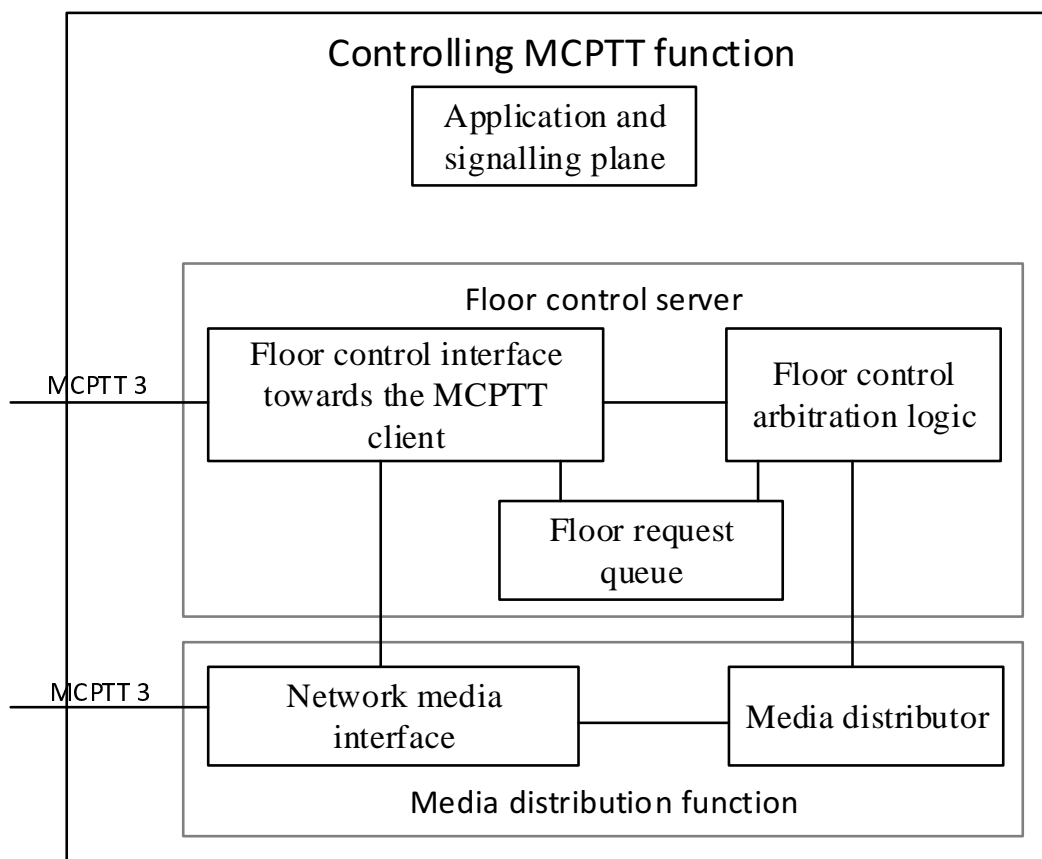 Controlling MCPTT function
Application and
signalling plane
Floor control server
Floor control interface
towards the MCPTT
client
Floor control
arbitration logic
MCPTT 3
Floor request
queue
MCPTT 3
Network media
interface
Media distributor
Media distribution function